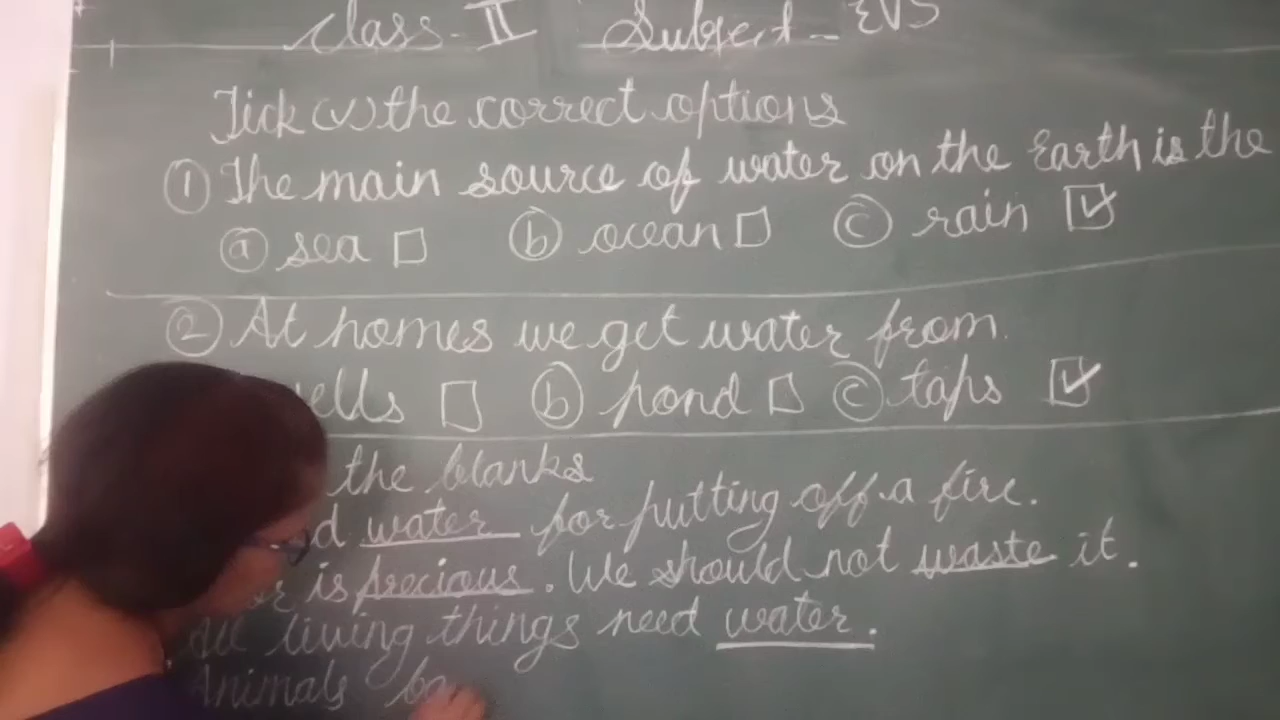 Class - II Subject - EVS
Tick (✓) the correct options
① The main source of water on the Earth is the
ⓐ sea ☐ ⓑ ocean ☐ ⓒ rain ☑
② At homes we get water from
ells ☐ ⓑ pond ☐ ⓒ taps ☑
the blanks
d water for putting off a fire.
is precious. We should not waste it.
All living things need water.
Animals ba